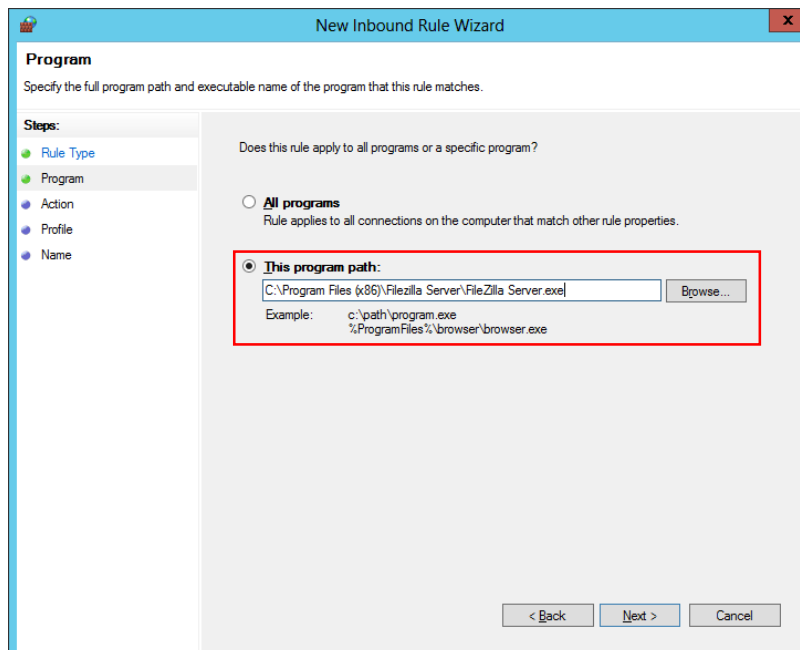 New Inbound Rule Wizard
x
Program
Specify the full program path and executable name of the program that this rule matches.
Steps:
Rule Type
Program
Action
Profile
Name
Does this rule apply to all programs or a specific program?
All programs
Rule applies to all connections on the computer that match other rule properties.
This program path:
C:\Program Files (x86)\Filezilla Server\FileZilla Server.exe
Browse...
Example: c:\path\program.exe
%ProgramFiles%\browser\browser.exe
< Back Next > Cancel